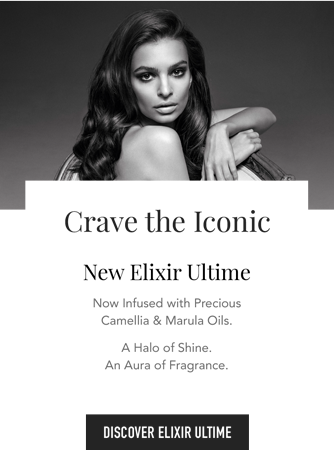 Crave the Iconic
New Elixir Ultime
Now Infused with Precious
Camellia & Marula Oils.
A Halo of Shine.
An Aura of Fragrance.
DISCOVER ELIXIR ULTIME